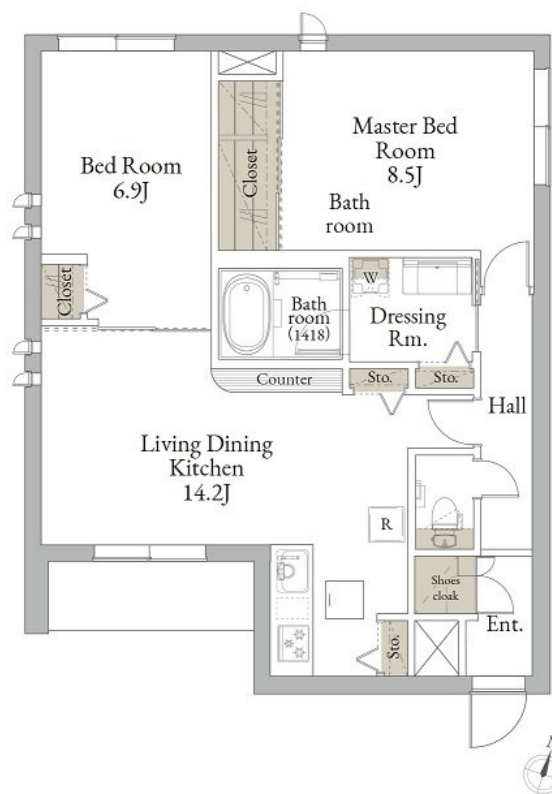 Bed Room
6.9J
Closet
Master Bed
Room
8.5J
Bath
room
Closet
W
Bath
room
(1418)
Dressing
Rm.
Counter
Sto.
Sto.
Hall
Living Dining
Kitchen
14.2J
R
Shoes
cloak
Ent.
Sto.
N